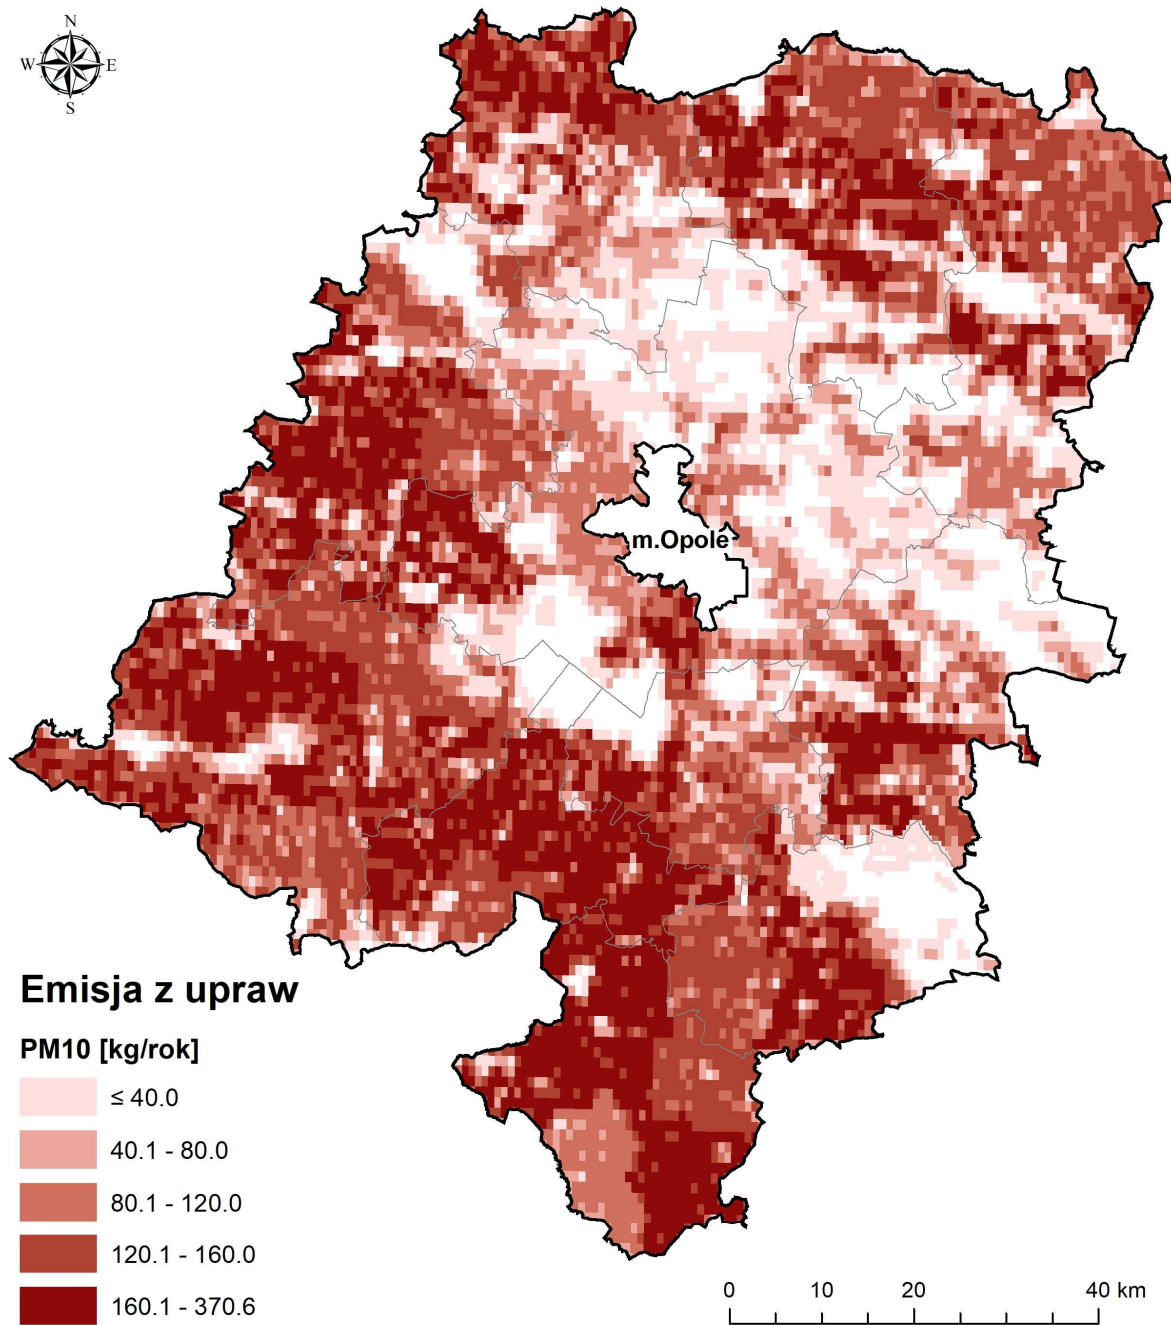 N
W E
S
m.Opole
Emisja z upraw
PM10 [kg/rok]
≤ 40.0
40.1 - 80.0
80.1 - 120.0
120.1 - 160.0
160.1 - 370.6
0 10 20 40 km